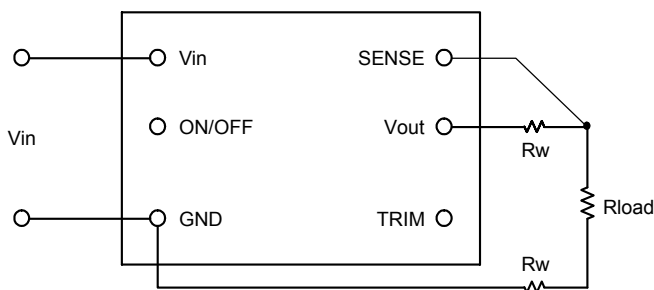 Vin
SENSE
Vin
ON/OFF
Vout
Rw
GND
TRIM
Rload
Rw